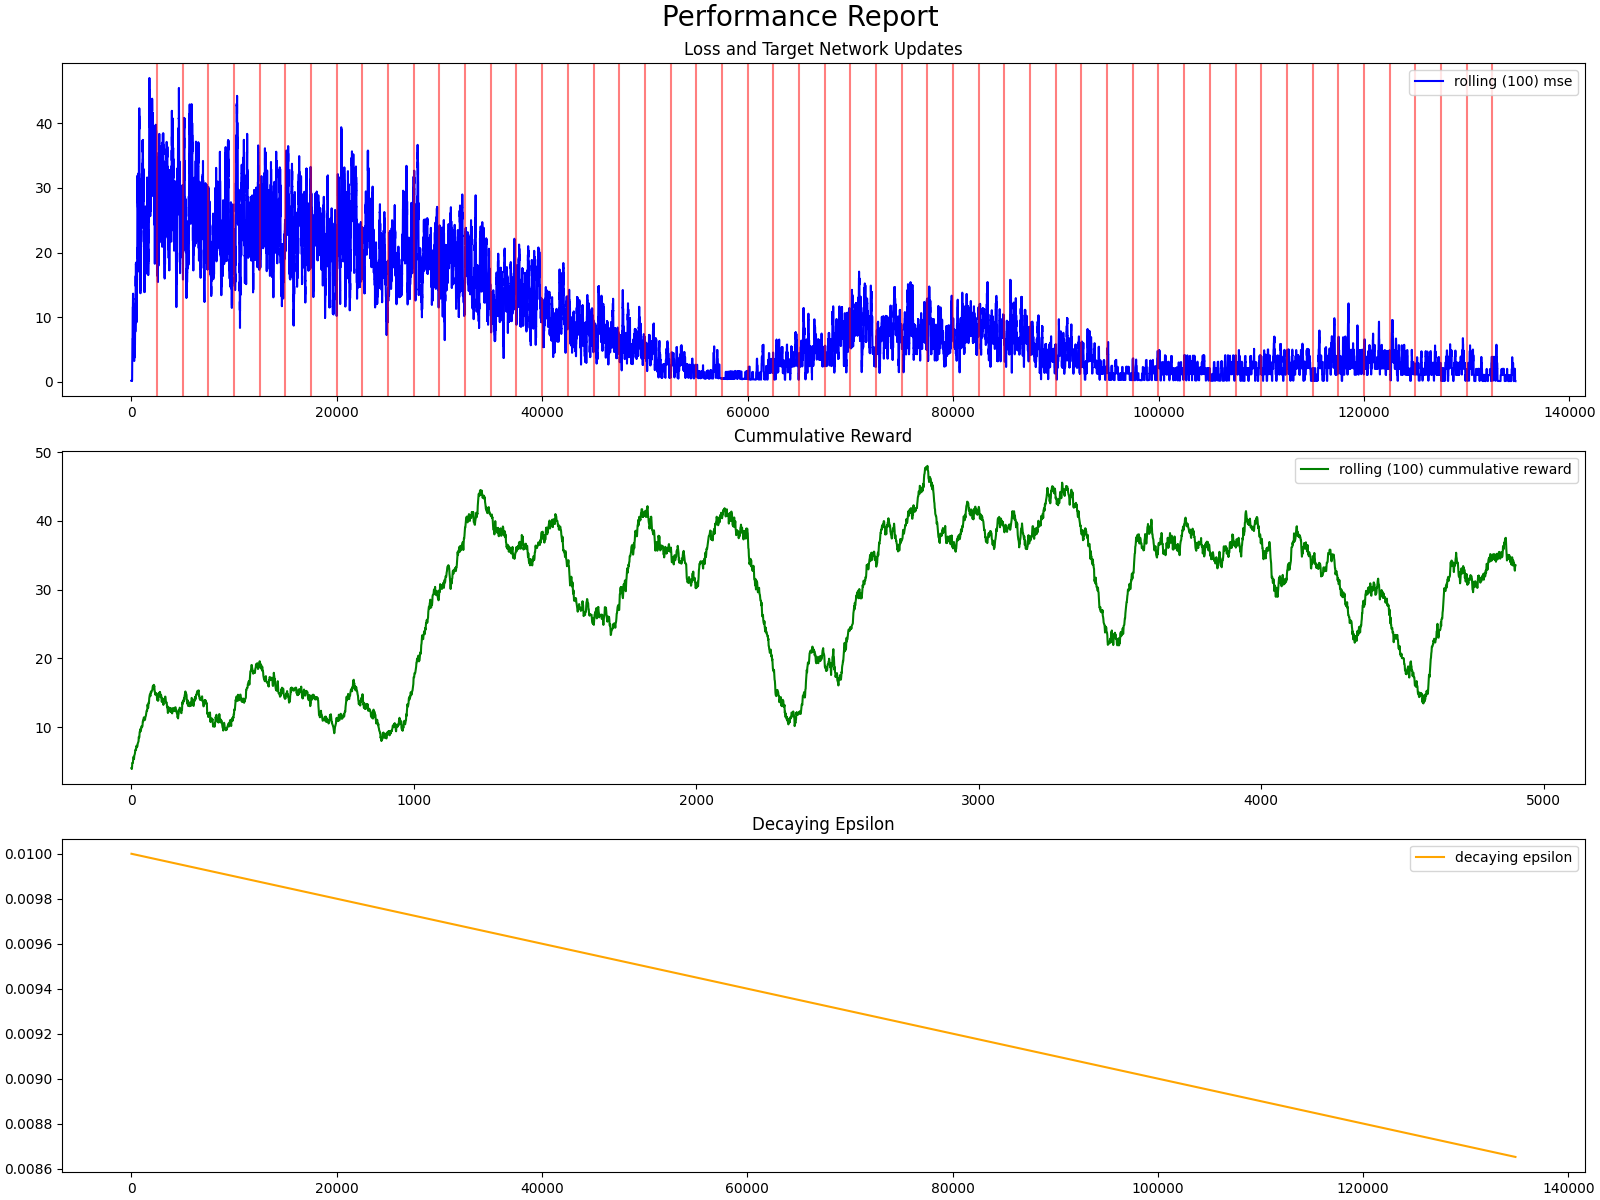 Performance Report
Loss and Target Network Updates
rolling (100) mse
40
30
20
10
0
0 20000 40000 60000 80000 100000 120000 140000
Cummulative Reward
rolling (100) cummulative reward
50
40
30
20
10
0 1000 2000 3000 4000 5000
Decaying Epsilon
decaying epsilon
0.0100
0.0098
0.0096
0.0094
0.0092
0.0090
0.0088
0.0086
0 20000 40000 60000 80000 100000 120000 140000